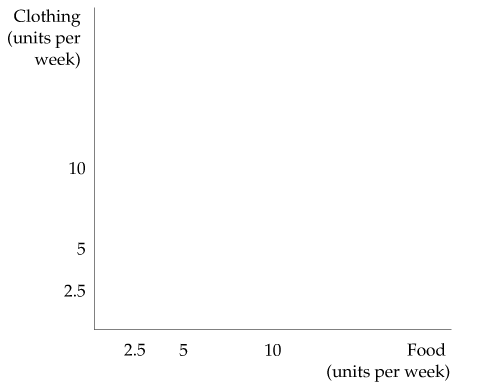 Clothing
(units per
week)
10
5
2.5
2.5 5 10 Food
(units per week)